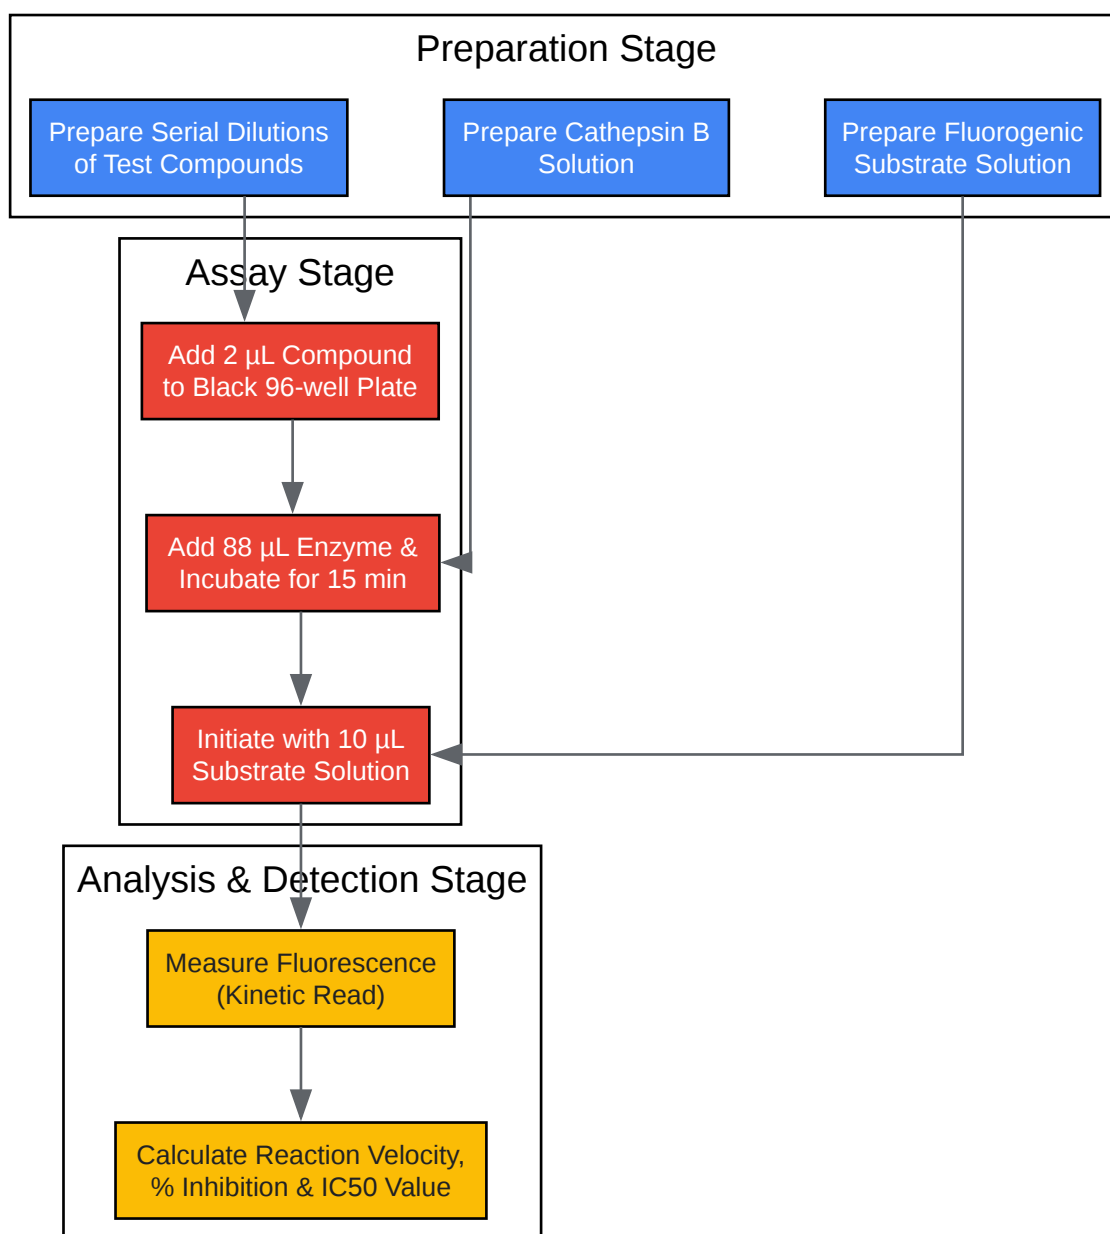 Preparation Stage
Prepare Serial Dilutions
of Test Compounds
Prepare Cathepsin B
Solution
Prepare Fluorogenic
Substrate Solution
Assay Stage
Add 2 µL Compound
to Black 96-well Plate
Add 88 µL Enzyme &
Incubate for 15 min
Initiate with 10 µL
Substrate Solution
Analysis & Detection Stage
Measure Fluorescence
(Kinetic Read)
Calculate Reaction Velocity,
% Inhibition & IC50 Value